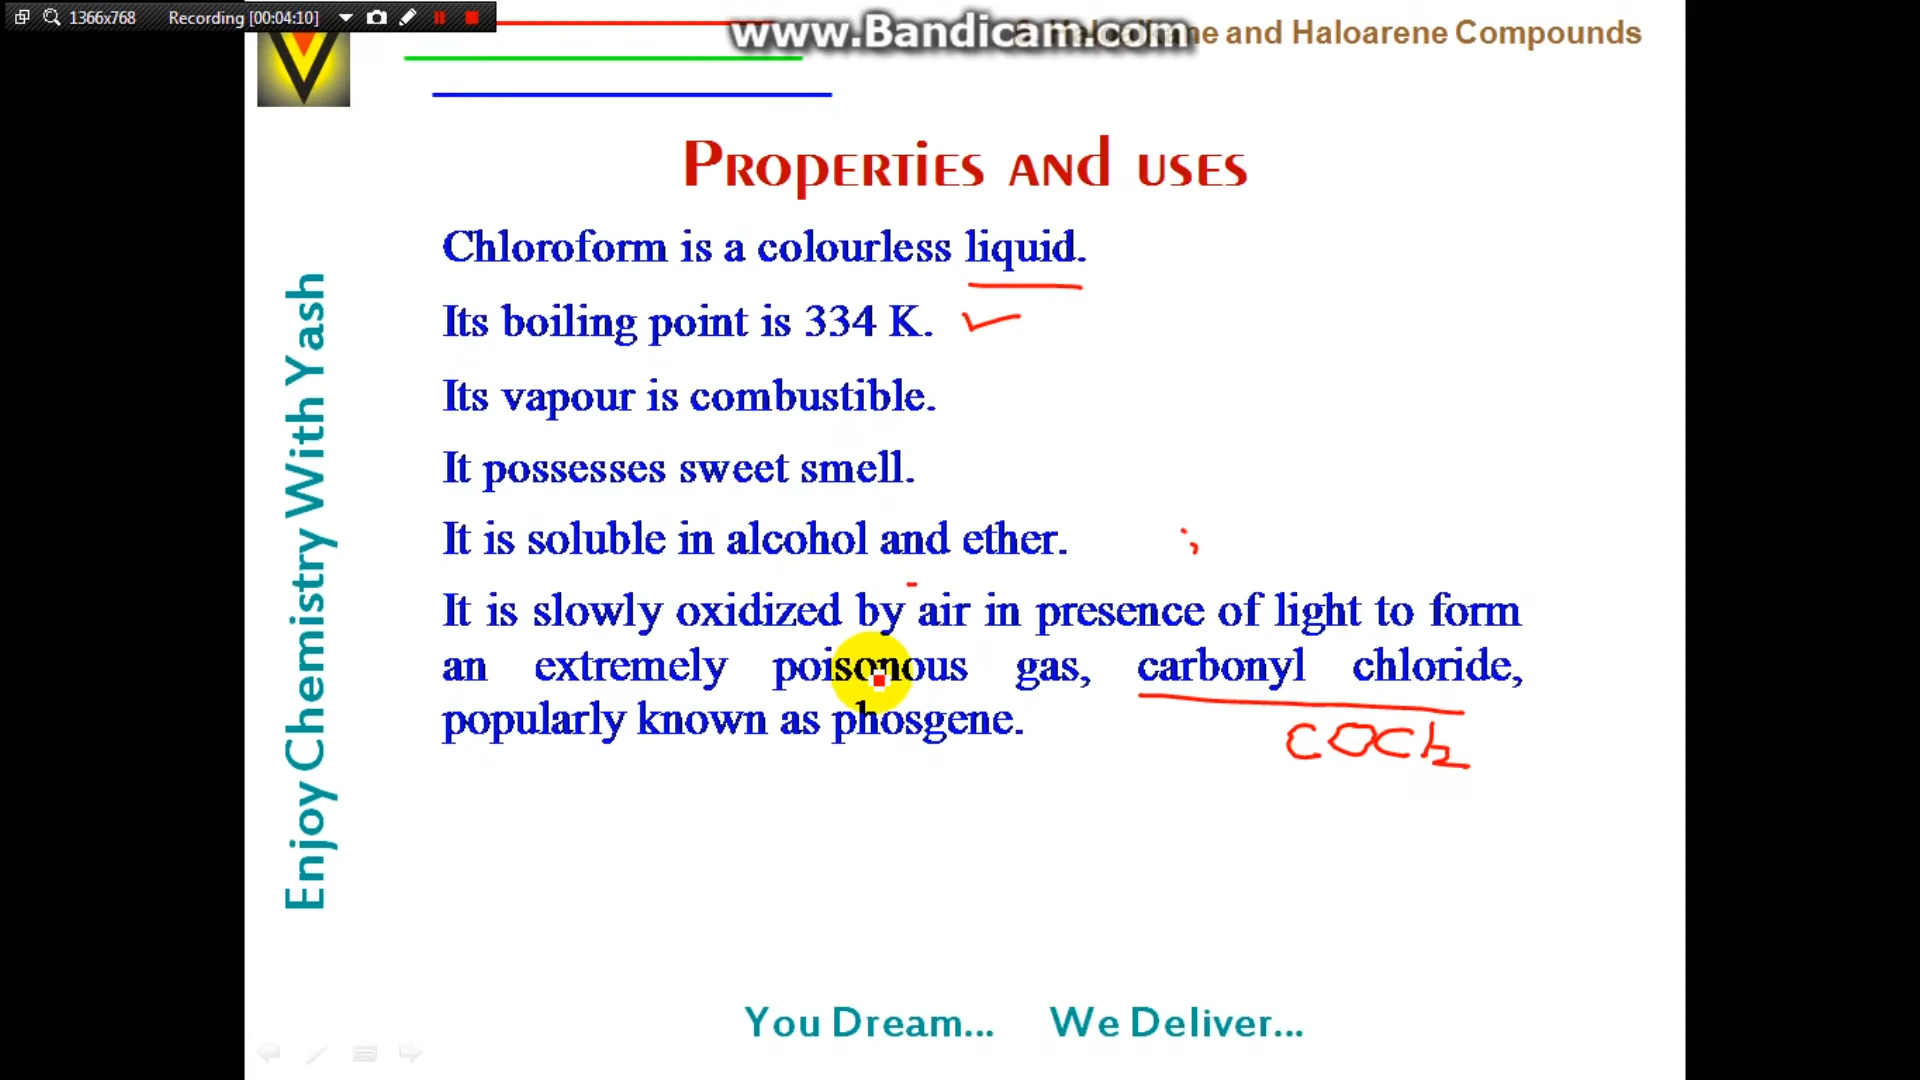 1366x768 Recording [00:04:10]
www.Bandicam.com
ne and Haloarene Compounds
Properties and uses
Chloroform is a colourless liquid.
Its boiling point is 334 K.
Its vapour is combustible.
It possesses sweet smell.
It is soluble in alcohol and ether.
It is slowly oxidized by air in presence of light to form
an extremely poisonous gas, carbonyl chloride,
popularly known as phosgene.
COCl2
Enjoy Chemistry With Yash
You Dream... We Deliver...